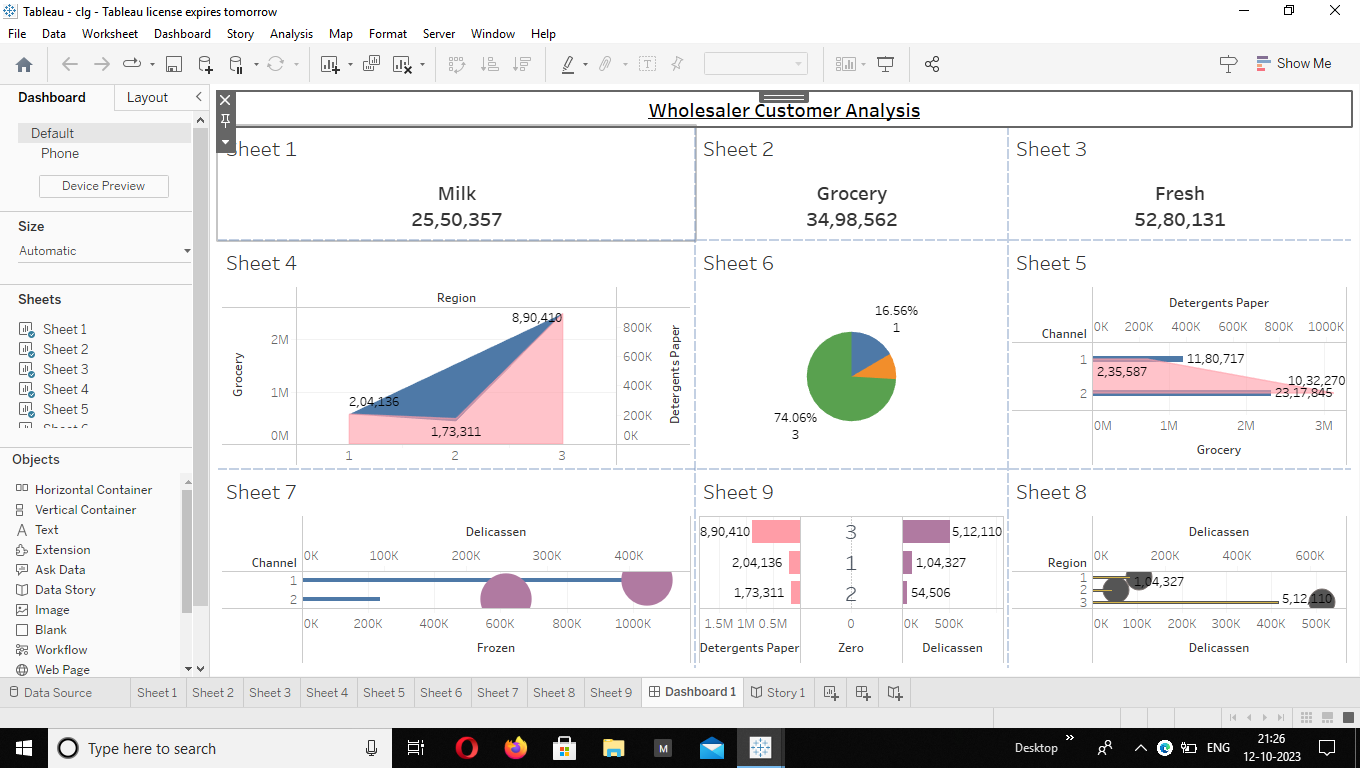 Tableau - clg - Tableau license expires tomorrow
File Data Worksheet Dashboard Story Analysis Map Format Server Window Help
Show Me
Dashboard Layout
Default
Phone
Device Preview
Size
Automatic
Sheets
Sheet 1
Sheet 2
Sheet 3
Sheet 4
Sheet 5
Objects
Horizontal Container
Vertical Container
Text
Extension
Ask Data
Data Story
Image
Blank
Workflow
Web Page
Wholesaler Customer Analysis
Sheet 1
Milk
25,50,357
Sheet 2
Grocery
34,98,562
Sheet 3
Fresh
52,80,131
Sheet 4
Region
8,90,410
2M
1M
0M
Grocery
2,04,136
1,73,311
800K
600K
400K
200K
0K
Detergents Paper
1 2 3
Sheet 6
16.56%
1
74.06%
3
Sheet 5
Detergents Paper
Channel 0K 200K 400K 600K 800K 1000K
1 11,80,717
2,35,587
10,32,270
2 23,17,845
0M 1M 2M 3M
Grocery
Sheet 7
Delicassen
Channel 0K 100K 200K 300K 400K
1
2
0K 200K 400K 600K 800K 1000K
Frozen
Sheet 9
8,90,410 3 5,12,110
2,04,136 1 1,04,327
1,73,311 2 54,506
1.5M 1M 0.5M 0 0K 500K
Detergents Paper Zero Delicassen
Sheet 8
Delicassen
Region 0K 200K 400K 600K
1 1,04,327
2
3 5,12,110
0K 100K 200K 300K 400K 500K
Delicassen
Data Source Sheet 1 Sheet 2 Sheet 3 Sheet 4 Sheet 5 Sheet 6 Sheet 7 Sheet 8 Sheet 9 Dashboard 1 Story 1
Type here to search
M
Desktop
ENG
21:26
12-10-2023